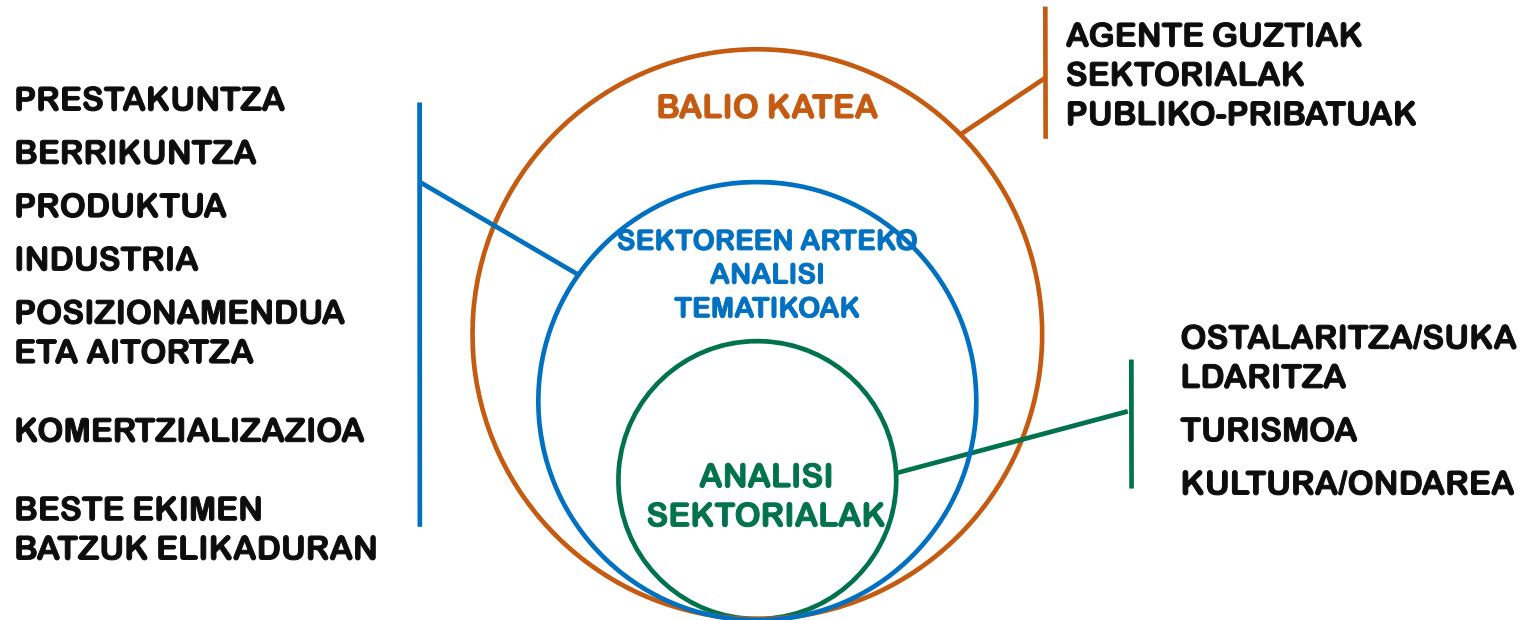 PRESTAKUNTZA
BERRIKUNTZA
PRODUKTUA
INDUSTRIA
POSIZIONAMENDUA
ETA AITORTZA
KOMERTZIALIZAZIOA
BESTE EKIMEN
BATZUK ELIKADURAN
BALIO KATEA
SEKTOREEN ARTEKO
ANALISI
TEMATIKOAK
ANALISI
SEKTORIALAK
AGENTE GUZTIAK
SEKTORIALAK
PUBLIKO-PRIBATUAK
OSTALARITZA/SUKA
LDARITZA
TURISMOA
KULTURA/ONDAREA